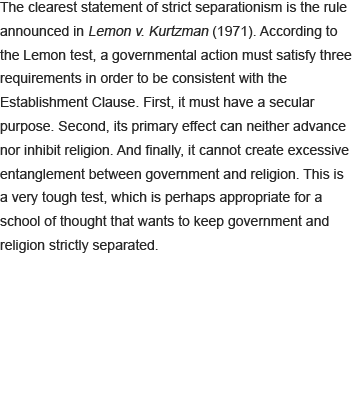 The clearest statement of strict separationism is the rule
announced in Lemon v. Kurtzman (1971). According to
the Lemon test, a governmental action must satisfy three
requirements in order to be consistent with the
Establishment Clause. First, it must have a secular
purpose. Second, its primary effect can neither advance
nor inhibit religion. And finally, it cannot create excessive
entanglement between government and religion. This is
a very tough test, which is perhaps appropriate for a
school of thought that wants to keep government and
religion strictly separated.